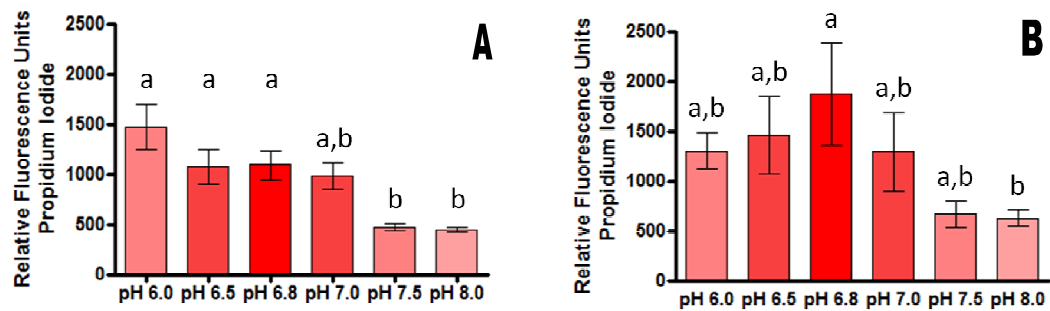 Relative Fluorescence Units
Propidium Iodide
2500
2000
1500
1000
500
0
a
a
a
a,b
b
b
A
pH 6.0
pH 6.5
pH 6.8
pH 7.0
pH 7.5
pH 8.0
Relative Fluorescence Units
Propidium Iodide
2500
2000
1500
1000
500
0
a,b
a,b
a
a,b
a,b
b
B
pH 6.0
pH 6.5
pH 6.8
pH 7.0
pH 7.5
pH 8.0